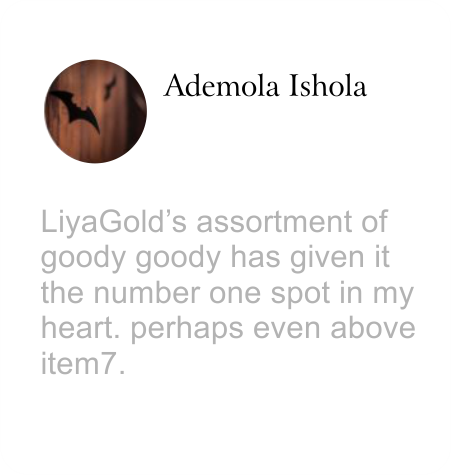 Ademola Ishola
LiyaGold’s assortment of
goody goody has given it
the number one spot in my
heart. perhaps even above
item7.